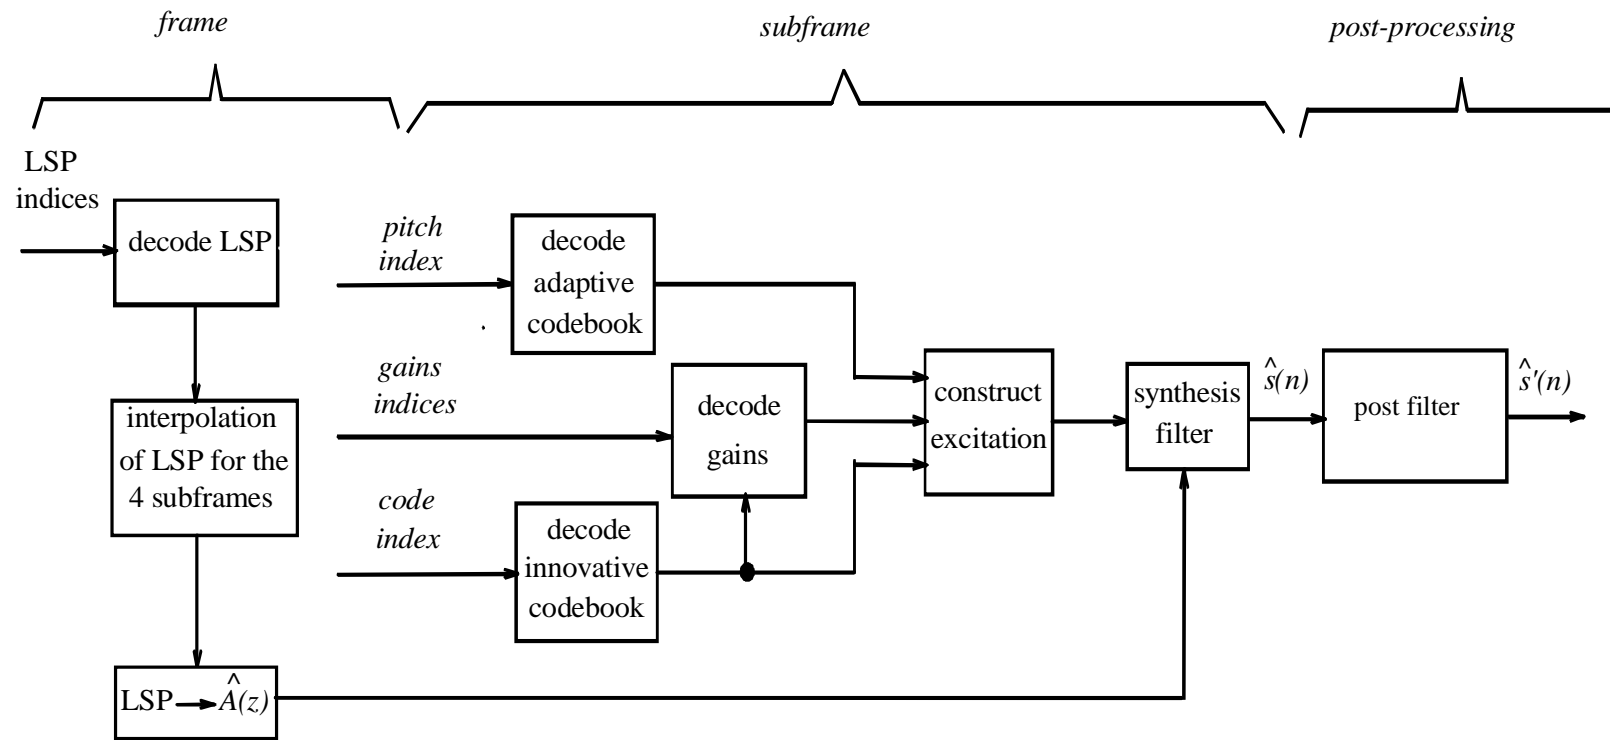 frame
subframe
post-processing
LSP
indices
decode LSP
interpolation
of LSP for the
4 subframes
LSP → Â(z)
pitch
index
decode
adaptive
codebook
gains
indices
decode
gains
code
index
decode
innovative
codebook
construct
excitation
synthesis
filter
ŝ(n)
post filter
ŝ'(n)